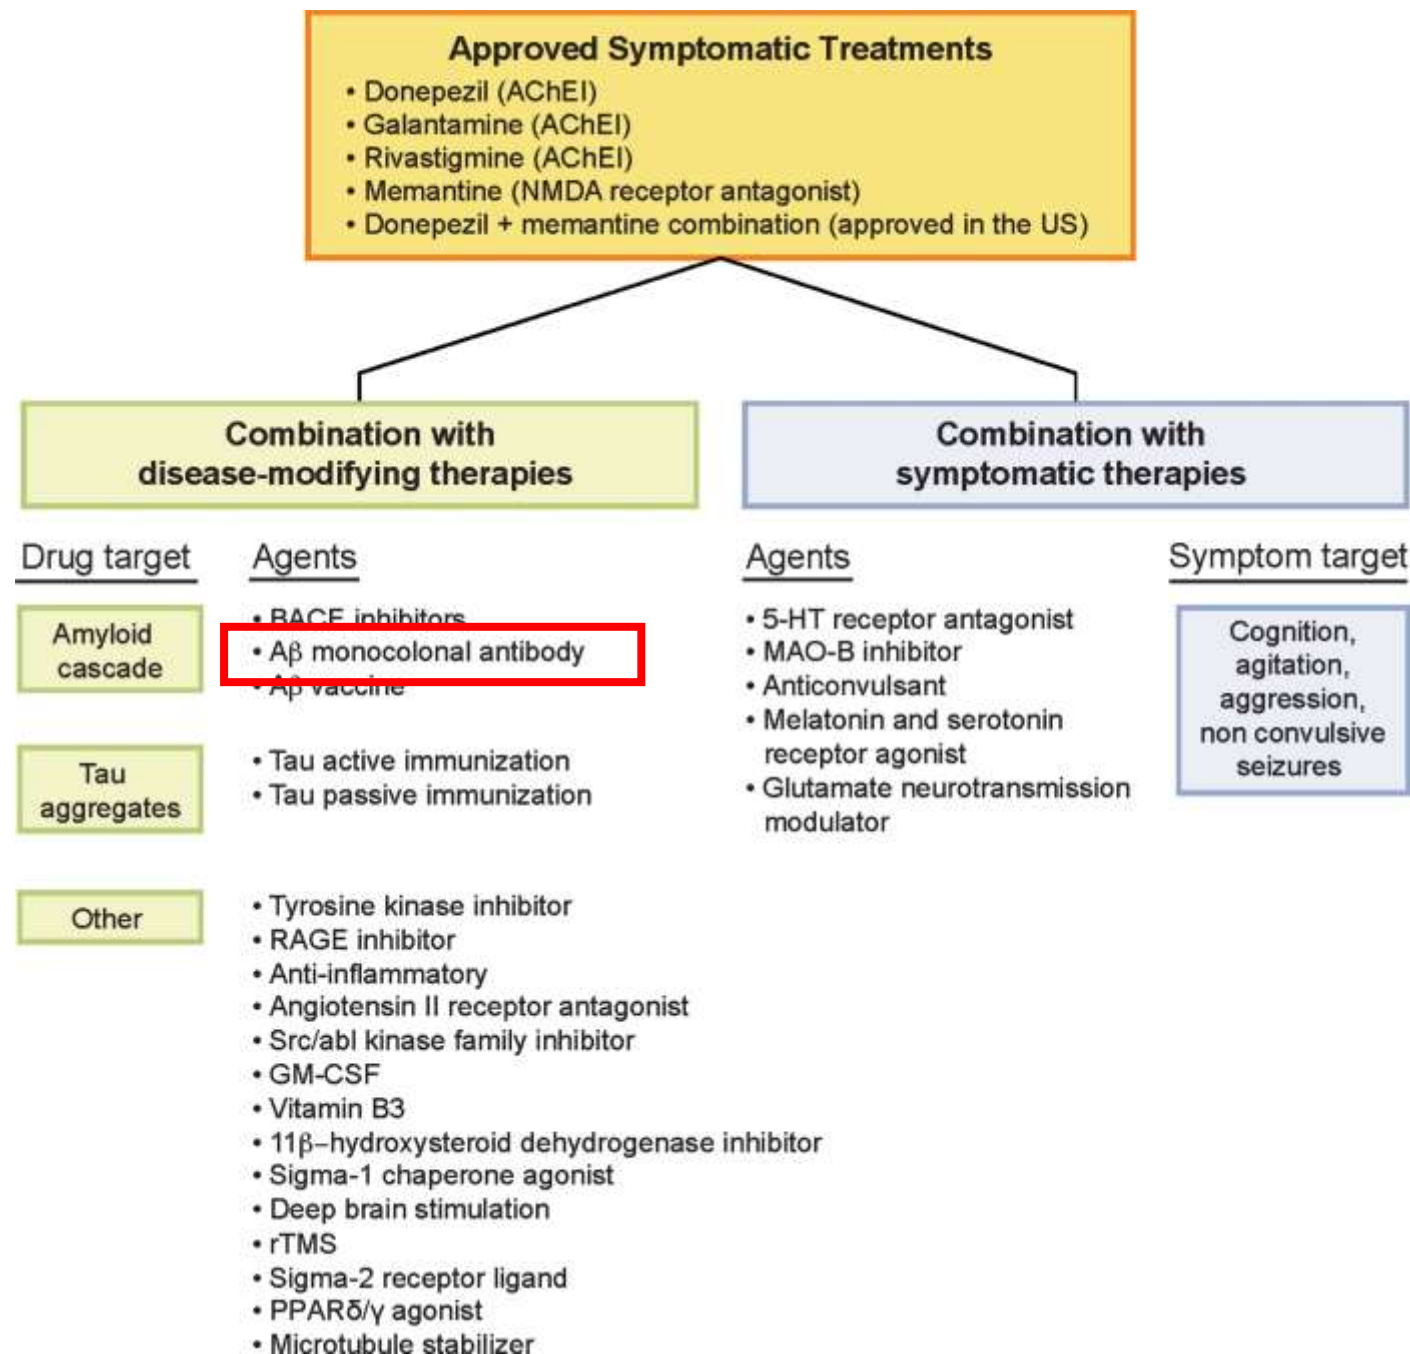 Approved Symptomatic Treatments
• Donepezil (AChEI)
• Galantamine (AChEI)
• Rivastigmine (AChEI)
• Memantine (NMDA receptor antagonist)
• Donepezil + memantine combination (approved in the US)
Combination with
disease-modifying therapies
Drug target
Agents
Amyloid
cascade
• BACE inhibitors
• Aβ monocolonal antibody
• Aβ vaccine
Tau
aggregates
• Tau active immunization
• Tau passive immunization
Other
• Tyrosine kinase inhibitor
• RAGE inhibitor
• Anti-inflammatory
• Angiotensin II receptor antagonist
• Src/abl kinase family inhibitor
• GM-CSF
• Vitamin B3
• 11β–hydroxysteroid dehydrogenase inhibitor
• Sigma-1 chaperone agonist
• Deep brain stimulation
• rTMS
• Sigma-2 receptor ligand
• PPARδ/γ agonist
• Microtubule stabilizer
Combination with
symptomatic therapies
Agents
Symptom target
• 5-HT receptor antagonist
• MAO-B inhibitor
• Anticonvulsant
• Melatonin and serotonin
receptor agonist
• Glutamate neurotransmission
modulator
Cognition,
agitation,
aggression,
non convulsive
seizures